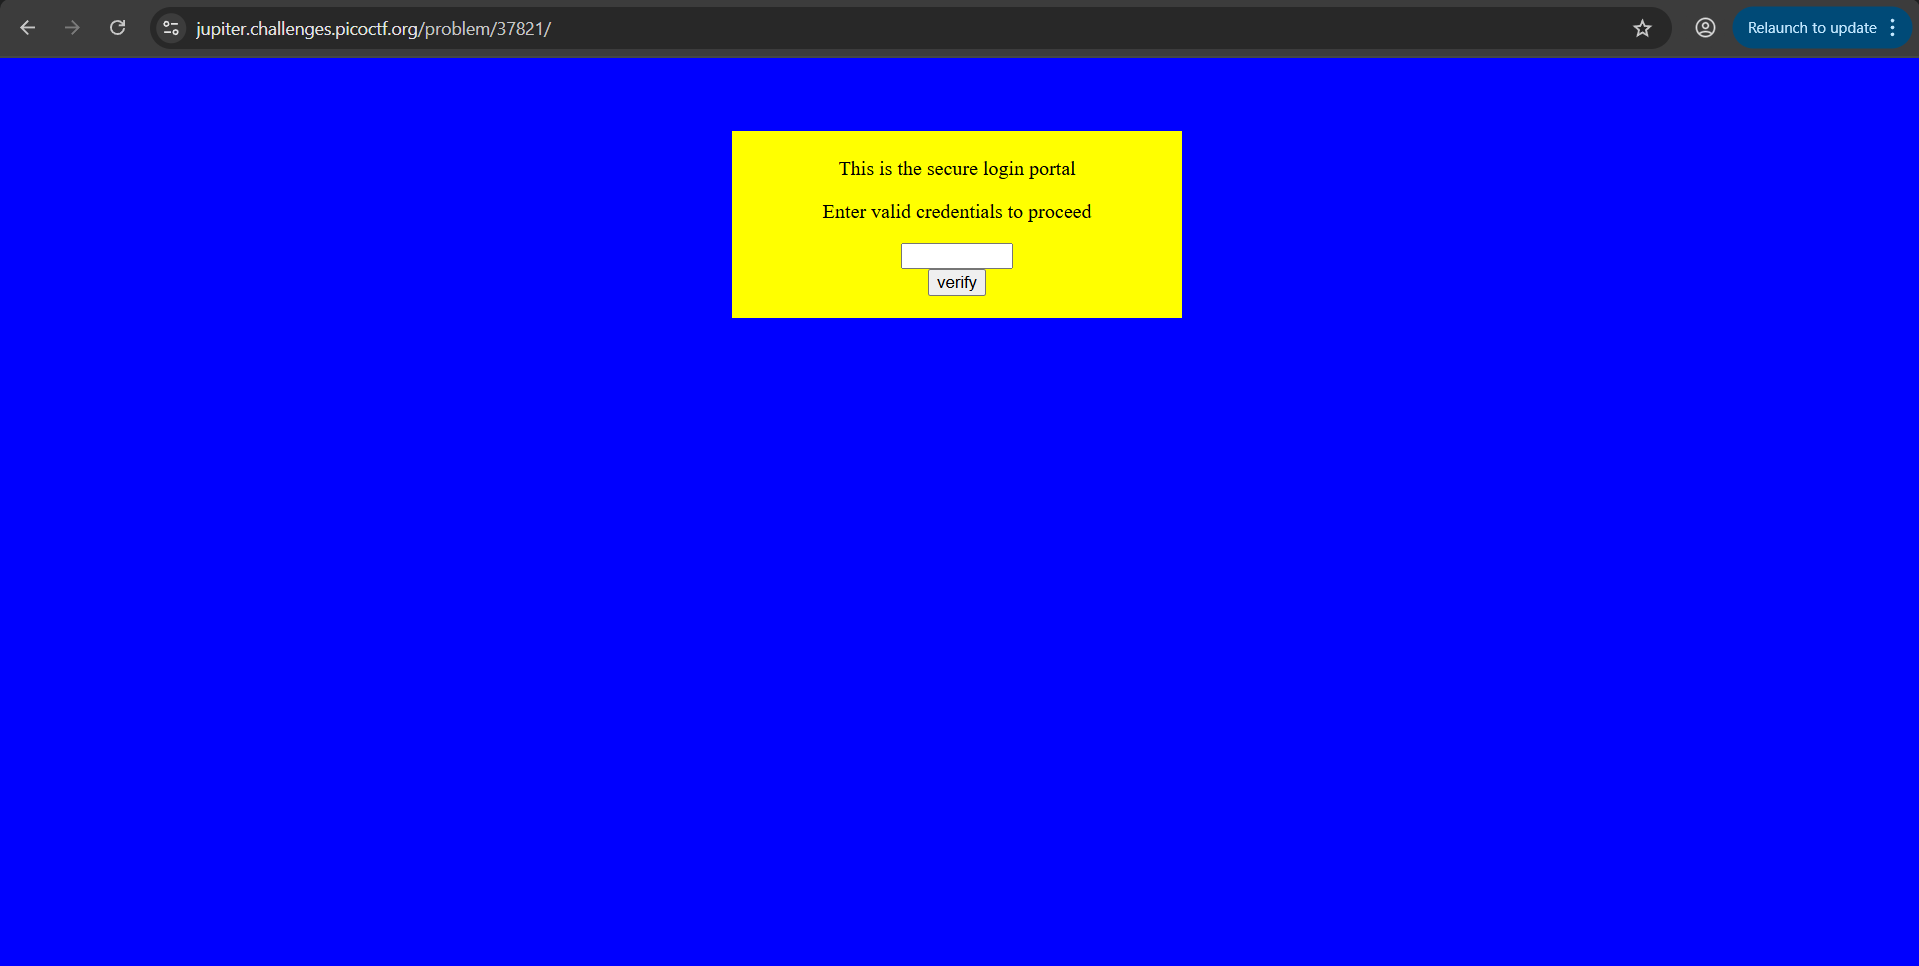 jupiter.challenges.picoctf.org/problem/37821/
Relaunch to update
This is the secure login portal
Enter valid credentials to proceed
verify